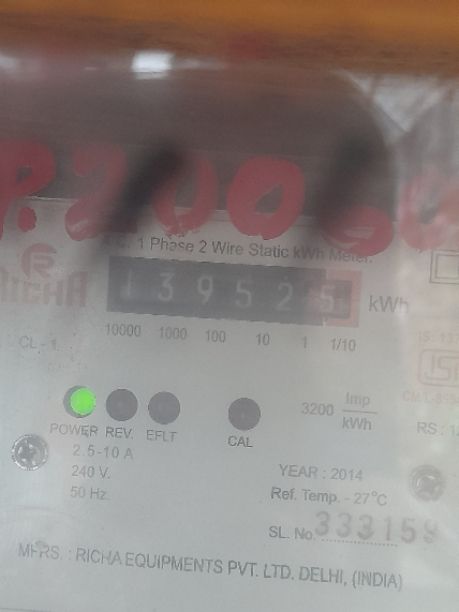 P.200
RICHA
A.C. 1 Phase 2 Wire Static kWh Meter.
1 3 9 5 2 5 kWh
10000 1000 100 10 1 1/10
CL - 1.
3200 Imp
kWh
POWER REV. EFLT CAL
2.5-10 A
240 V.
50 Hz.
YEAR : 2014
Ref. Temp. - 27°C
SL. No. 333159
MFRS. : RICHA EQUIPMENTS PVT. LTD. DELHI, (INDIA)